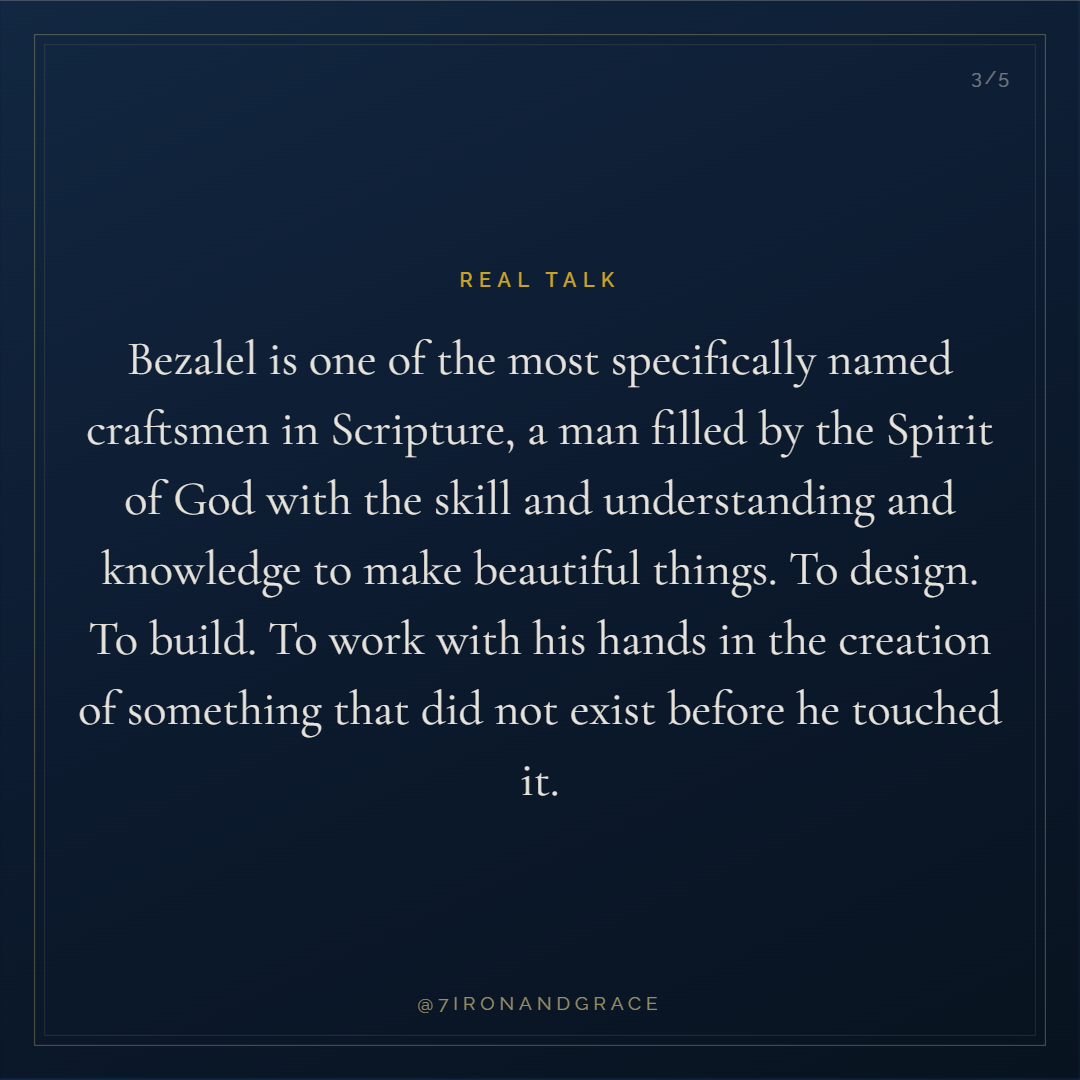 3/5
REAL TALK
Bezalel is one of the most specifically named
craftsmen in Scripture, a man filled by the Spirit
of God with the skill and understanding and
knowledge to make beautiful things. To design.
To build. To work with his hands in the creation
of something that did not exist before he touched
it.
@7IRONANDGRACE